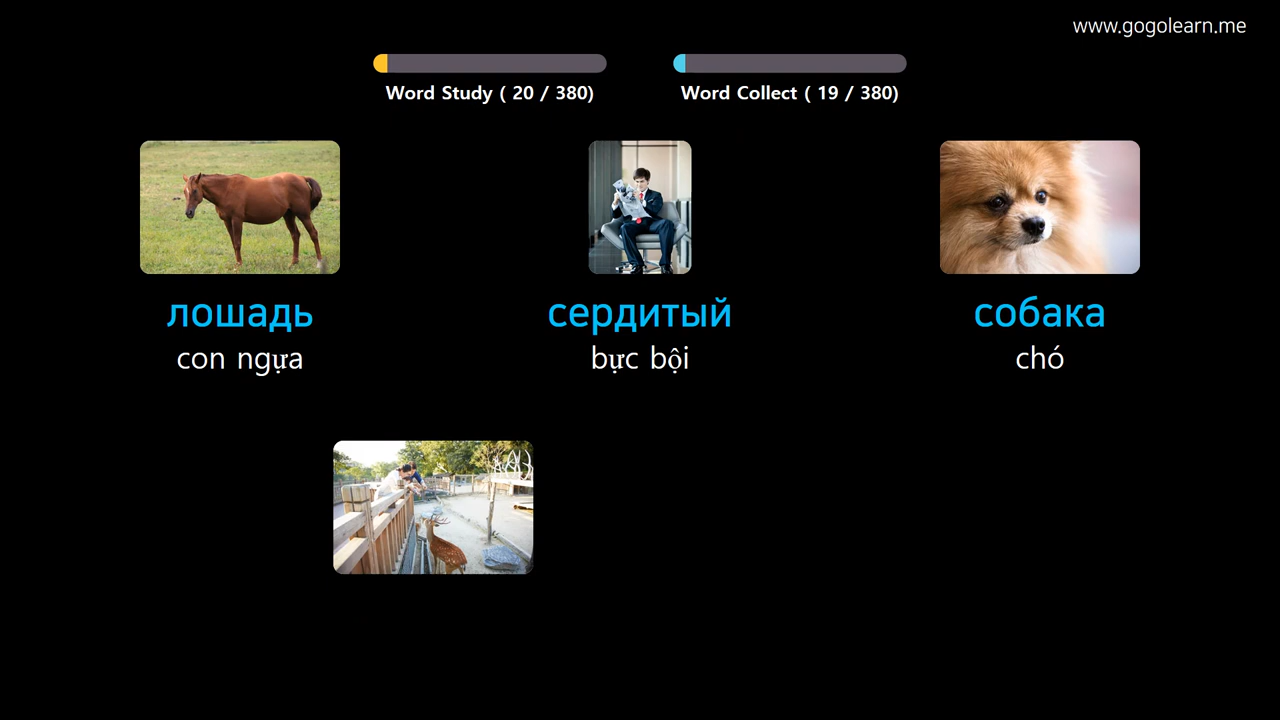 www.gogolearn.me
Word Study ( 20 / 380)
Word Collect ( 19 / 380)
лошадь
con ngựa
сердитый
bực bội
собака
chó